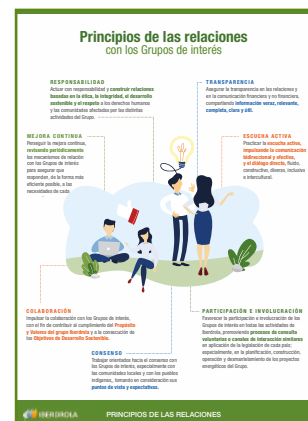 Principios de las relaciones
con los Grupos de interés
RESPONSABILIDAD
Actuar con responsabilidad y construir relaciones
basadas en la ética, la integridad, el desarrollo
sostenible y el respeto a los derechos humanos
y las comunidades afectadas por las distintas
actividades del Grupo.
TRANSPARENCIA
Asegurar la transparencia en las relaciones y
en la comunicación financiera y no financiera,
compartiendo información veraz, relevante,
completa, clara y útil.
MEJORA CONTINUA
Perseguir la mejora continua,
revisando periódicamente
los mecanismos de relación
con los Grupos de interés
para asegurar que
responden, de la forma más
eficiente posible, a las
necesidades de cada
ESCUCHA ACTIVA
Practicar la escucha activa,
impulsando la comunicación
bidireccional y efectiva,
y el diálogo directo, fluido,
constructivo, diverso, inclusivo
e intercultural.
COLABORACIÓN
Impulsar la colaboración con los Grupos de interés,
con el fin de contribuir al cumplimiento del Propósito
y Valores del grupo Iberdrola y a la consecución de
los Objetivos de Desarrollo Sostenible.
PARTICIPACIÓN E INVOLUCRACIÓN
Favorecer la participación e involucración de los
Grupos de interés en todas las actividades de
Iberdrola, promoviendo procesos de consulta
voluntarios o canales de interacción similares
en aplicación de la legislación de cada país;
especialmente, en la planificación, construcción,
operación y desmantelamiento de los proyectos
energéticos del Grupo.
CONSENSO
Trabajar orientados hacia el consenso con
los Grupos de interés, especialmente con
las comunidades locales y con los pueblos
indígenas, tomando en consideración sus
puntos de vista y expectativas.
IBERDROLA
PRINCIPIOS DE LAS RELACIONES